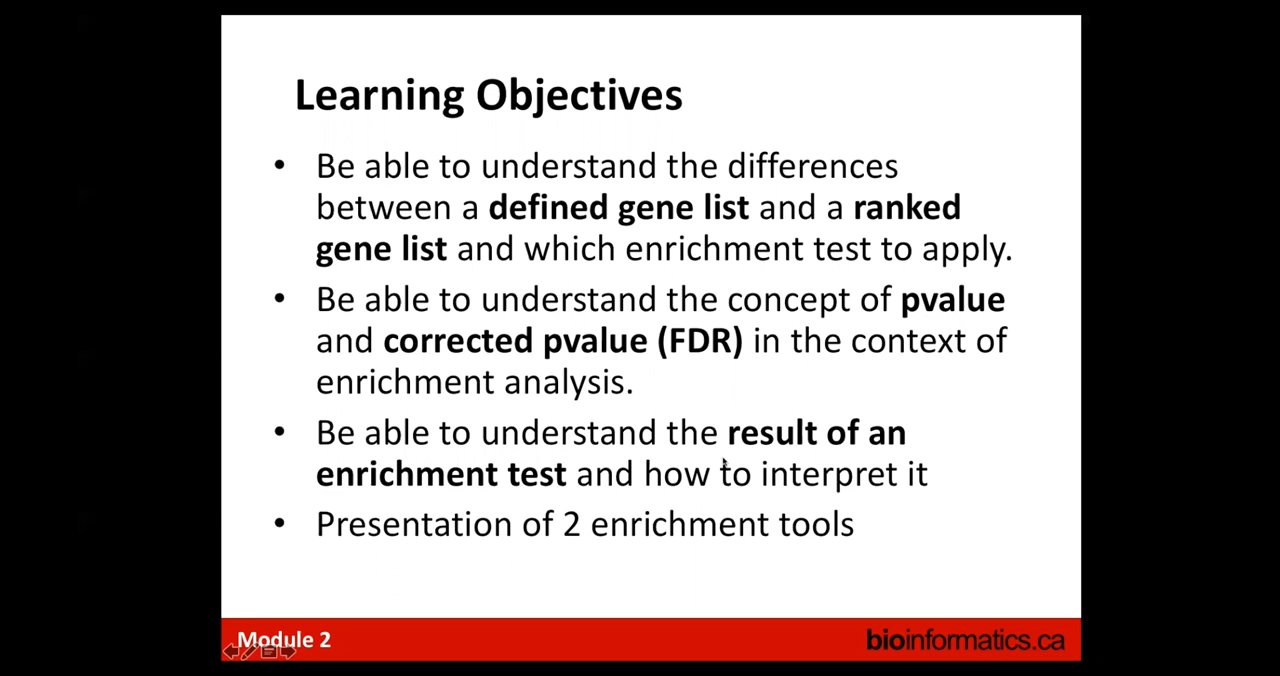 Learning Objectives
• Be able to understand the differences
between a defined gene list and a ranked
gene list and which enrichment test to apply.
• Be able to understand the concept of pvalue
and corrected pvalue (FDR) in the context of
enrichment analysis.
• Be able to understand the result of an
enrichment test and how to interpret it
• Presentation of 2 enrichment tools
Module 2
bioinformatics.ca